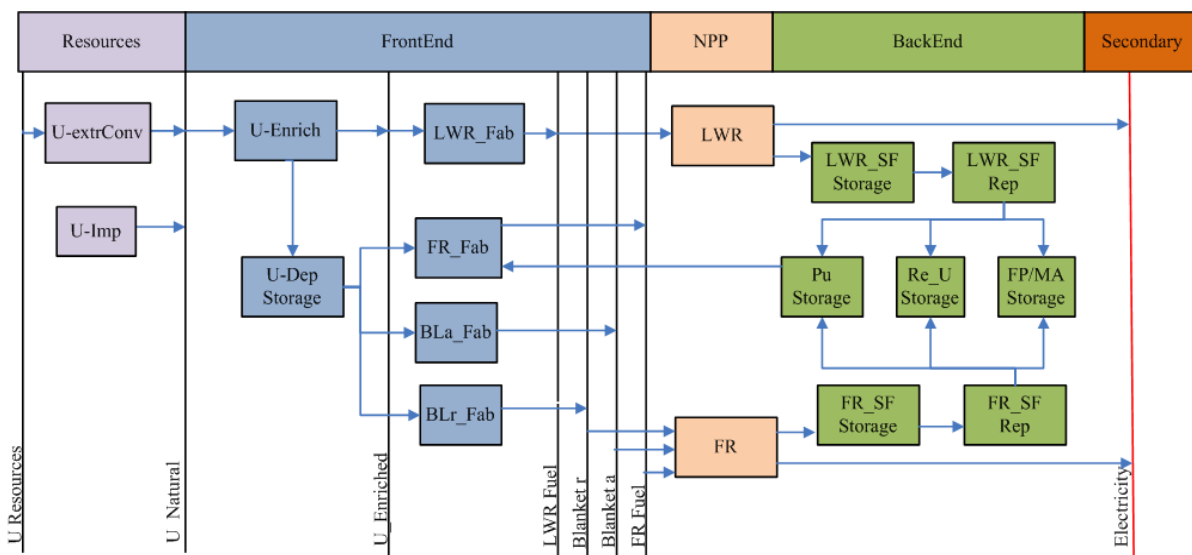 Resources
FrontEnd
NPP
BackEnd
Secondary
U-extrConv
U-Enrich
LWR_Fab
LWR
LWR_SF
Storage
LWR_SF
Rep
U-Imp
U-Dep
Storage
FR_Fab
Pu
Storage
Re_U
Storage
FP/MA
Storage
BLa_Fab
BLr_Fab
FR
FR_SF
Storage
FR_SF
Rep
U Resources
U_Natural
U_Enriched
LWR Fuel
Blanket r
Blanket a
FR Fuel
Electricity